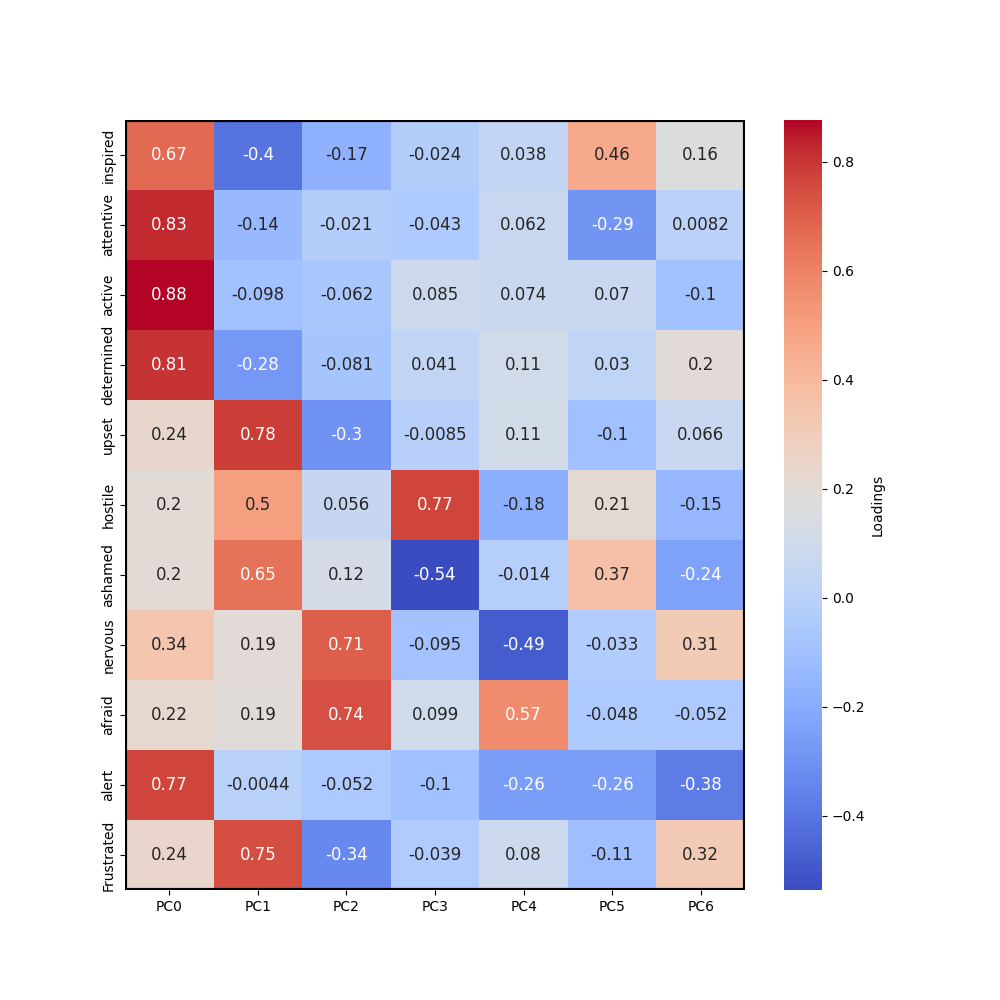 inspired 0.67 -0.4 -0.17 -0.024 0.038 0.46 0.16
attentive 0.83 -0.14 -0.021 -0.043 0.062 -0.29 0.0082
active 0.88 -0.098 -0.062 0.085 0.074 0.07 -0.1
determined 0.81 -0.28 -0.081 0.041 0.11 0.03 0.2
upset 0.24 0.78 -0.3 -0.0085 0.11 -0.1 0.066
hostile 0.2 0.5 0.056 0.77 -0.18 0.21 -0.15
ashamed 0.2 0.65 0.12 -0.54 -0.014 0.37 -0.24
nervous 0.34 0.19 0.71 -0.095 -0.49 -0.033 0.31
afraid 0.22 0.19 0.74 0.099 0.57 -0.048 -0.052
alert 0.77 -0.0044 -0.052 -0.1 -0.26 -0.26 -0.38
Frustrated 0.24 0.75 -0.34 -0.039 0.08 -0.11 0.32
PC0 PC1 PC2 PC3 PC4 PC5 PC6
0.8
0.6
0.4
0.2
0.0
−0.2
−0.4
Loadings